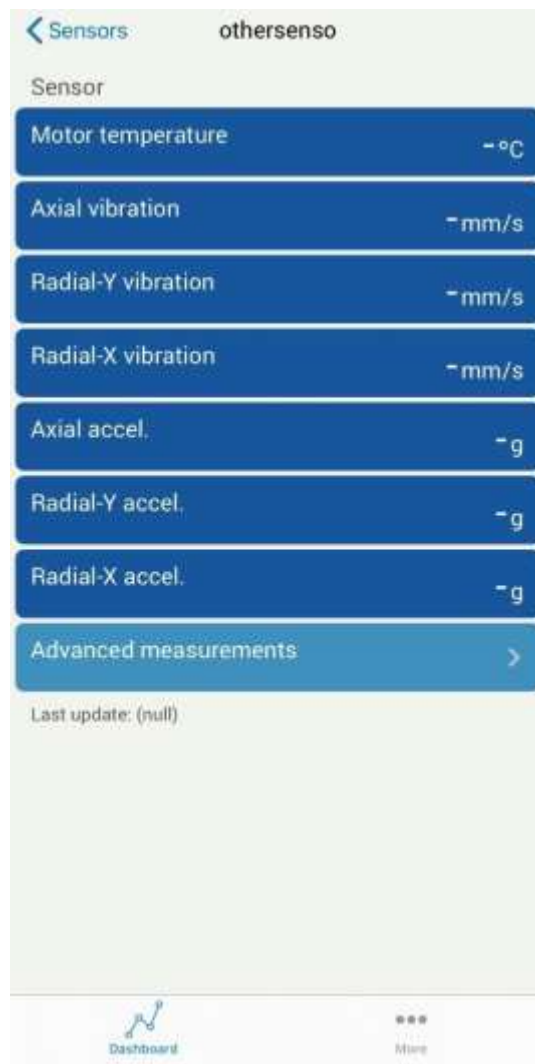 Sensors othersenso
Sensor
Motor temperature
-°C
Axial vibration
-mm/s
Radial-Y vibration
-mm/s
Radial-X vibration
-mm/s
Axial accel.
-g
Radial-Y accel.
-g
Radial-X accel.
-g
Advanced measurements
Last update: (null)
Dashboard More